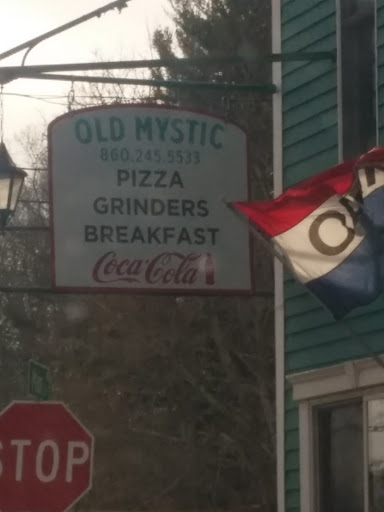 OLD MYSTIC
860.245.5533
PIZZA
GRINDERS
BREAKFAST
Coca-Cola
STOP